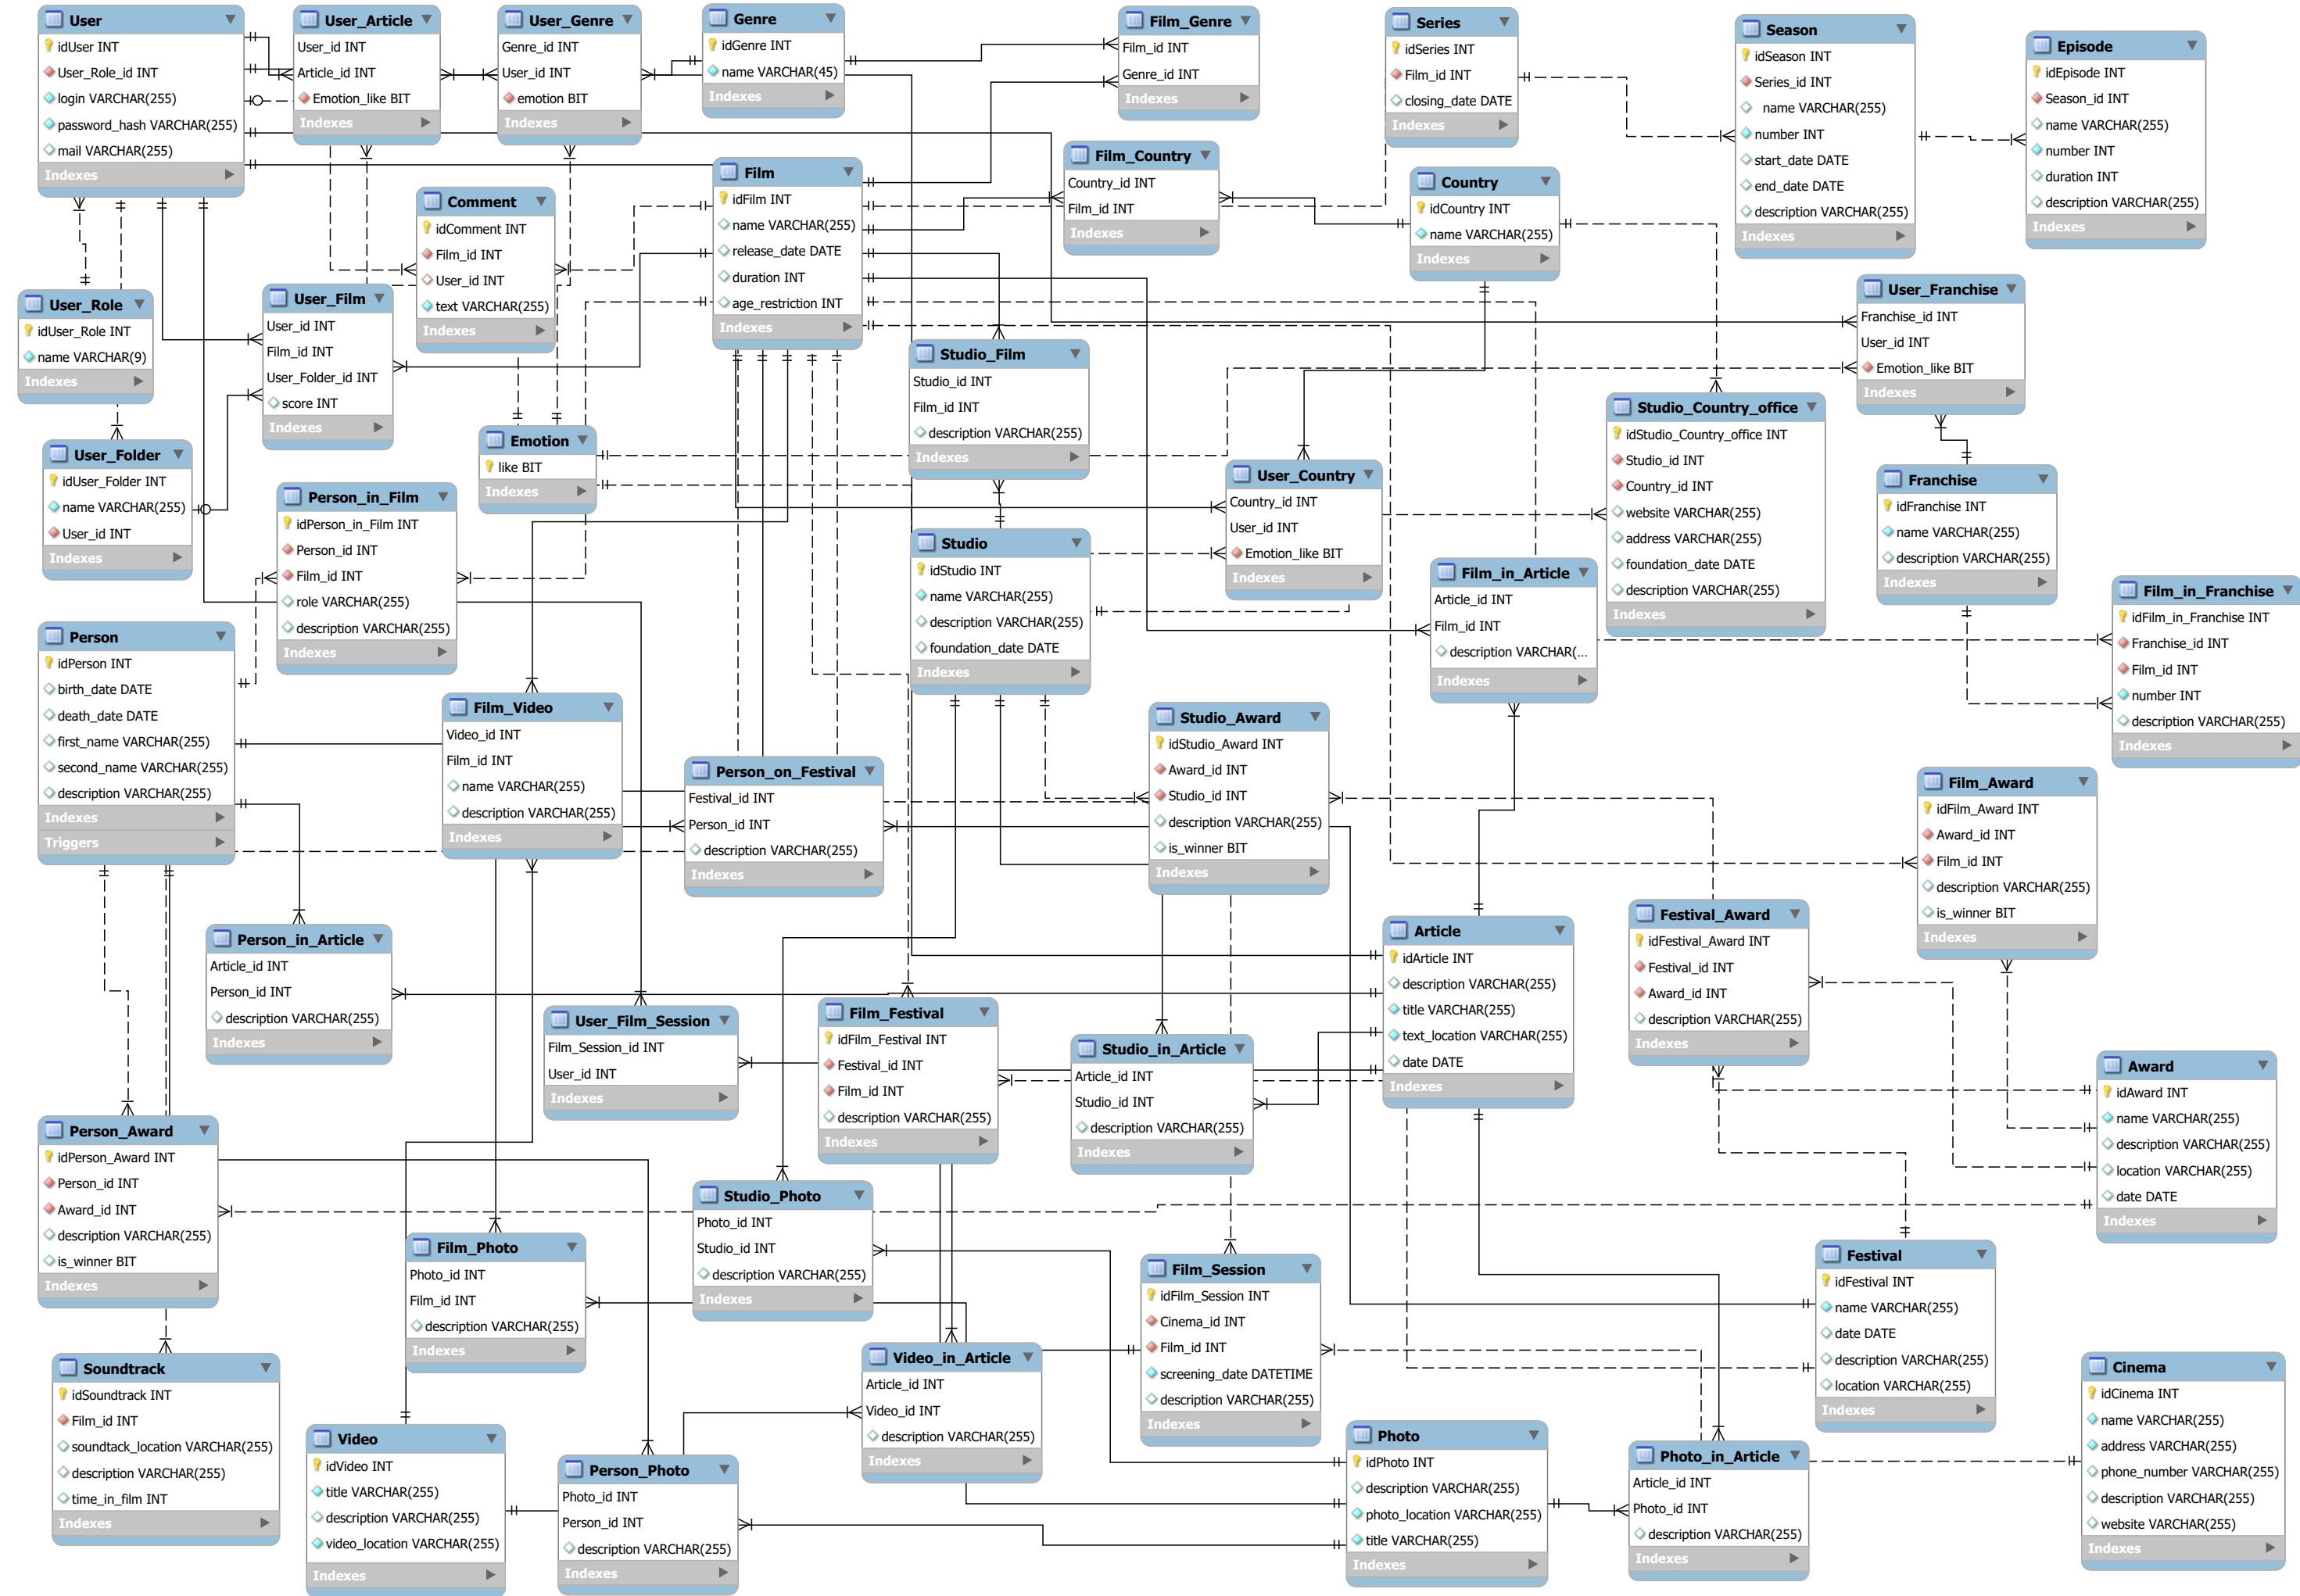 User
idUser INT
User_Role_id INT
login VARCHAR(255)
password_hash VARCHAR(255)
mail VARCHAR(255)
Indexes
User_Article
User_id INT
Article_id INT
Emotion_like BIT
Indexes
User_Genre
Genre_id INT
User_id INT
emotion BIT
Indexes
Genre
idGenre INT
name VARCHAR(45)
Indexes
Film_Genre
Film_id INT
Genre_id INT
Indexes
Series
idSeries INT
Film_id INT
closing_date DATE
Indexes
Season
idSeason INT
Series_id INT
name VARCHAR(255)
number INT
start_date DATE
end_date DATE
description VARCHAR(255)
Indexes
Episode
idEpisode INT
Season_id INT
name VARCHAR(255)
number INT
duration INT
description VARCHAR(255)
Indexes
Comment
idComment INT
Film_id INT
User_id INT
text VARCHAR(255)
Indexes
Film
idFilm INT
name VARCHAR(255)
release_date DATE
duration INT
age_restriction INT
Indexes
Film_Country
Country_id INT
Film_id INT
Indexes
Country
idCountry INT
name VARCHAR(255)
Indexes
User_Role
idUser_Role INT
name VARCHAR(9)
Indexes
User_Film
User_id INT
Film_id INT
User_Folder_id INT
score INT
Indexes
User_Franchise
Franchise_id INT
User_id INT
Emotion_like BIT
Indexes
Studio_Film
Studio_id INT
Film_id INT
description VARCHAR(255)
Indexes
Studio_Country_office
idStudio_Country_office INT
Studio_id INT
Country_id INT
website VARCHAR(255)
address VARCHAR(255)
foundation_date DATE
description VARCHAR(255)
Indexes
User_Folder
idUser_Folder INT
name VARCHAR(255)
User_id INT
Indexes
Emotion
like BIT
Indexes
Person_in_Film
idPerson_in_Film INT
Person_id INT
Film_id INT
role VARCHAR(255)
description VARCHAR(255)
Indexes
User_Country
Country_id INT
User_id INT
Emotion_like BIT
Indexes
Franchise
idFranchise INT
name VARCHAR(255)
description VARCHAR(255)
Indexes
Studio
idStudio INT
name VARCHAR(255)
description VARCHAR(255)
foundation_date DATE
Indexes
Film_in_Article
Article_id INT
Film_id INT
description VARCHAR(...
Indexes
Film_in_Franchise
idFilm_in_Franchise INT
Franchise_id INT
Film_id INT
number INT
description VARCHAR(255)
Indexes
Person
idPerson INT
birth_date DATE
death_date DATE
first_name VARCHAR(255)
second_name VARCHAR(255)
description VARCHAR(255)
Indexes
Triggers
Film_Video
Video_id INT
Film_id INT
name VARCHAR(255)
description VARCHAR(255)
Indexes
Person_on_Festival
Festival_id INT
Person_id INT
description VARCHAR(255)
Indexes
Studio_Award
idStudio_Award INT
Award_id INT
Studio_id INT
description VARCHAR(255)
is_winner BIT
Indexes
Film_Award
idFilm_Award INT
Award_id INT
Film_id INT
description VARCHAR(255)
is_winner BIT
Indexes
Person_in_Article
Article_id INT
Person_id INT
description VARCHAR(255)
Indexes
Article
idArticle INT
description VARCHAR(255)
title VARCHAR(255)
text_location VARCHAR(255)
date DATE
Indexes
Festival_Award
idFestival_Award INT
Festival_id INT
Award_id INT
description VARCHAR(255)
Indexes
User_Film_Session
Film_Session_id INT
User_id INT
Indexes
Film_Festival
idFilm_Festival INT
Festival_id INT
Film_id INT
description VARCHAR(255)
Indexes
Studio_in_Article
Article_id INT
Studio_id INT
description VARCHAR(255)
Indexes
Award
idAward INT
name VARCHAR(255)
description VARCHAR(255)
location VARCHAR(255)
date DATE
Indexes
Person_Award
idPerson_Award INT
Person_id INT
Award_id INT
description VARCHAR(255)
is_winner BIT
Indexes
Film_Photo
Photo_id INT
Film_id INT
description VARCHAR(255)
Indexes
Studio_Photo
Photo_id INT
Studio_id INT
description VARCHAR(255)
Indexes
Film_Session
idFilm_Session INT
Cinema_id INT
Film_id INT
screening_date DATETIME
description VARCHAR(255)
Indexes
Festival
idFestival INT
name VARCHAR(255)
date DATE
description VARCHAR(255)
location VARCHAR(255)
Indexes
Soundtrack
idSoundtrack INT
Film_id INT
soundtack_location VARCHAR(255)
description VARCHAR(255)
time_in_film INT
Indexes
Video
idVideo INT
title VARCHAR(255)
description VARCHAR(255)
video_location VARCHAR(255)
Indexes
Person_Photo
Photo_id INT
Person_id INT
description VARCHAR(255)
Indexes
Video_in_Article
Article_id INT
Video_id INT
description VARCHAR(255)
Indexes
Photo
idPhoto INT
description VARCHAR(255)
photo_location VARCHAR(255)
title VARCHAR(255)
Indexes
Photo_in_Article
Article_id INT
Photo_id INT
description VARCHAR(255)
Indexes
Cinema
idCinema INT
name VARCHAR(255)
address VARCHAR(255)
phone_number VARCHAR(255)
description VARCHAR(255)
website VARCHAR(255)
Indexes